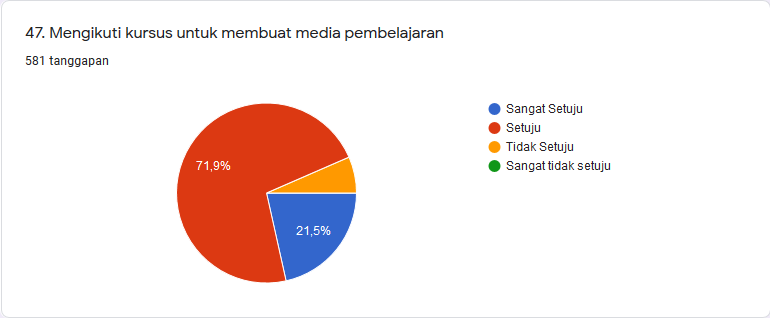 47. Mengikuti kursus untuk membuat media pembelajaran
581 tanggapan
Sangat Setuju
Setuju
Tidak Setuju
Sangat tidak setuju
71,9%
21,5%